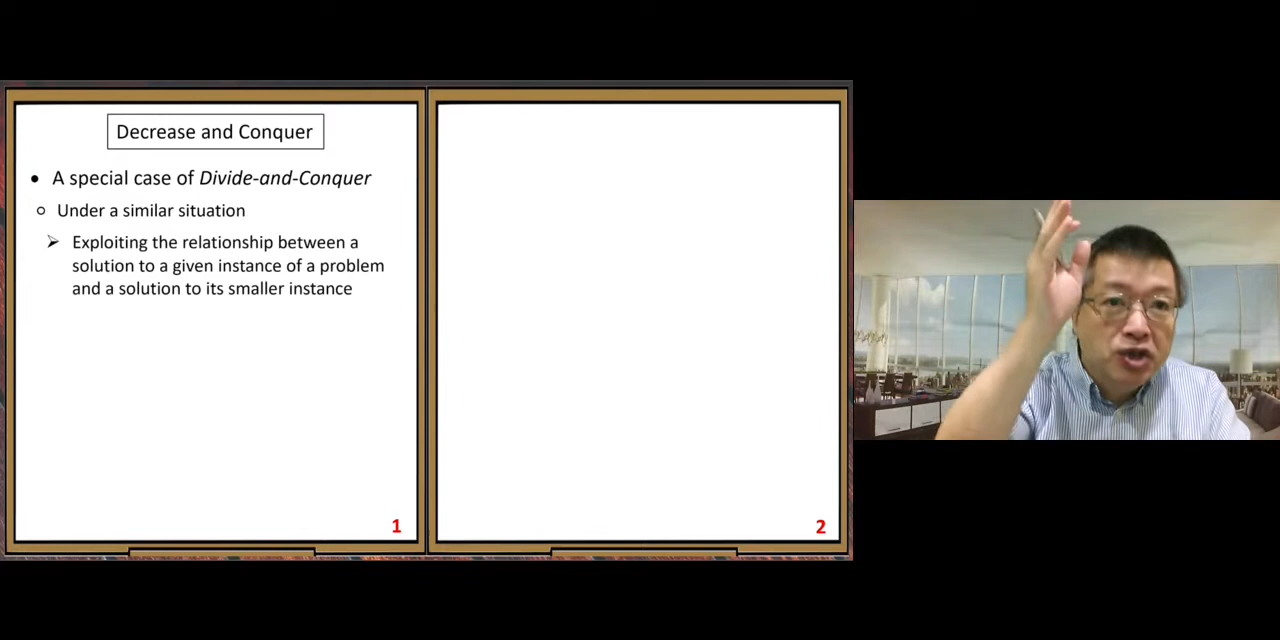 Decrease and Conquer
• A special case of Divide-and-Conquer
○ Under a similar situation
➢ Exploiting the relationship between a
solution to a given instance of a problem
and a solution to its smaller instance
1
2